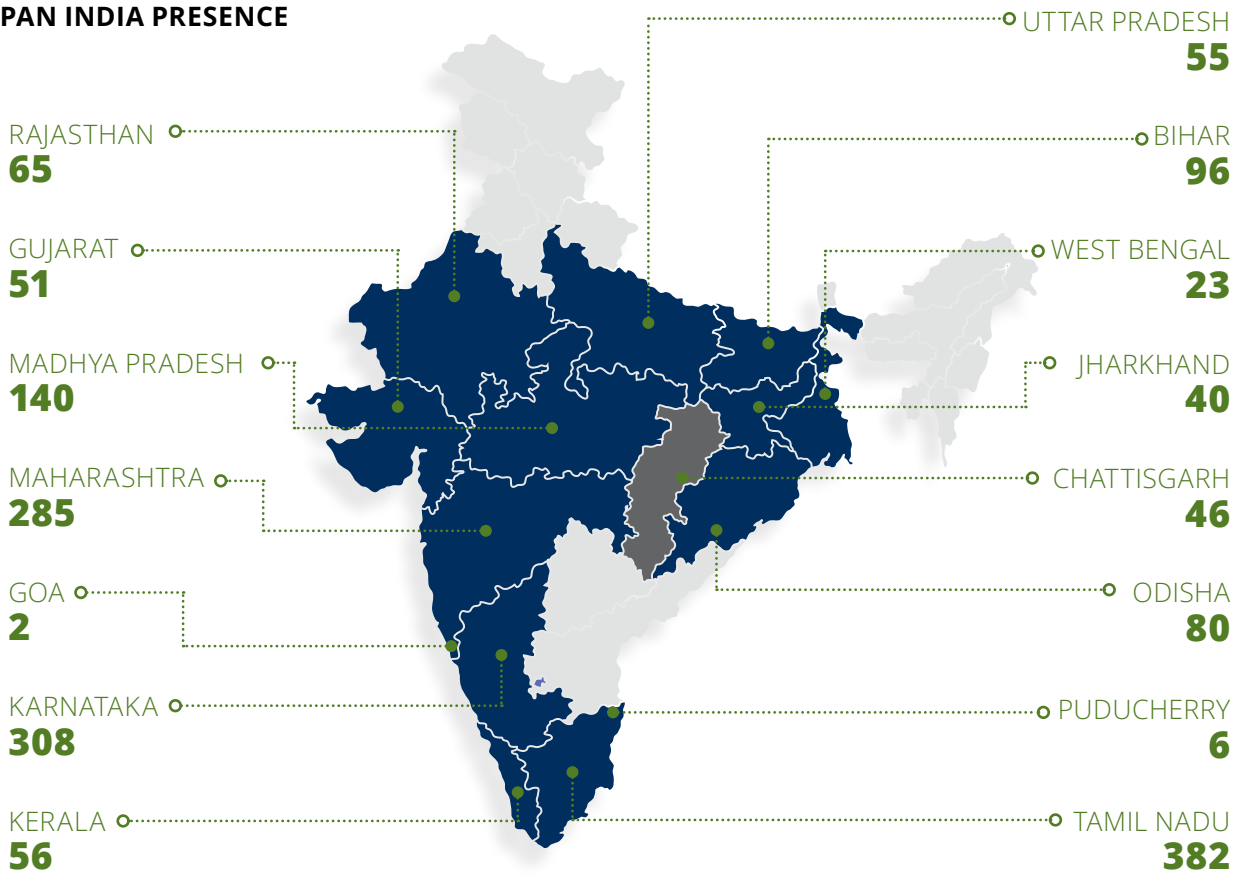 PAN INDIA PRESENCE
RAJASTHAN
65
GUJARAT
51
MADHYA PRADESH
140
MAHARASHTRA
285
GOA
2
KARNATAKA
308
KERALA
56
UTTAR PRADESH
55
BIHAR
96
WEST BENGAL
23
JHARKHAND
40
CHATTISGARH
46
ODISHA
80
PUDUCHERRY
6
TAMIL NADU
382